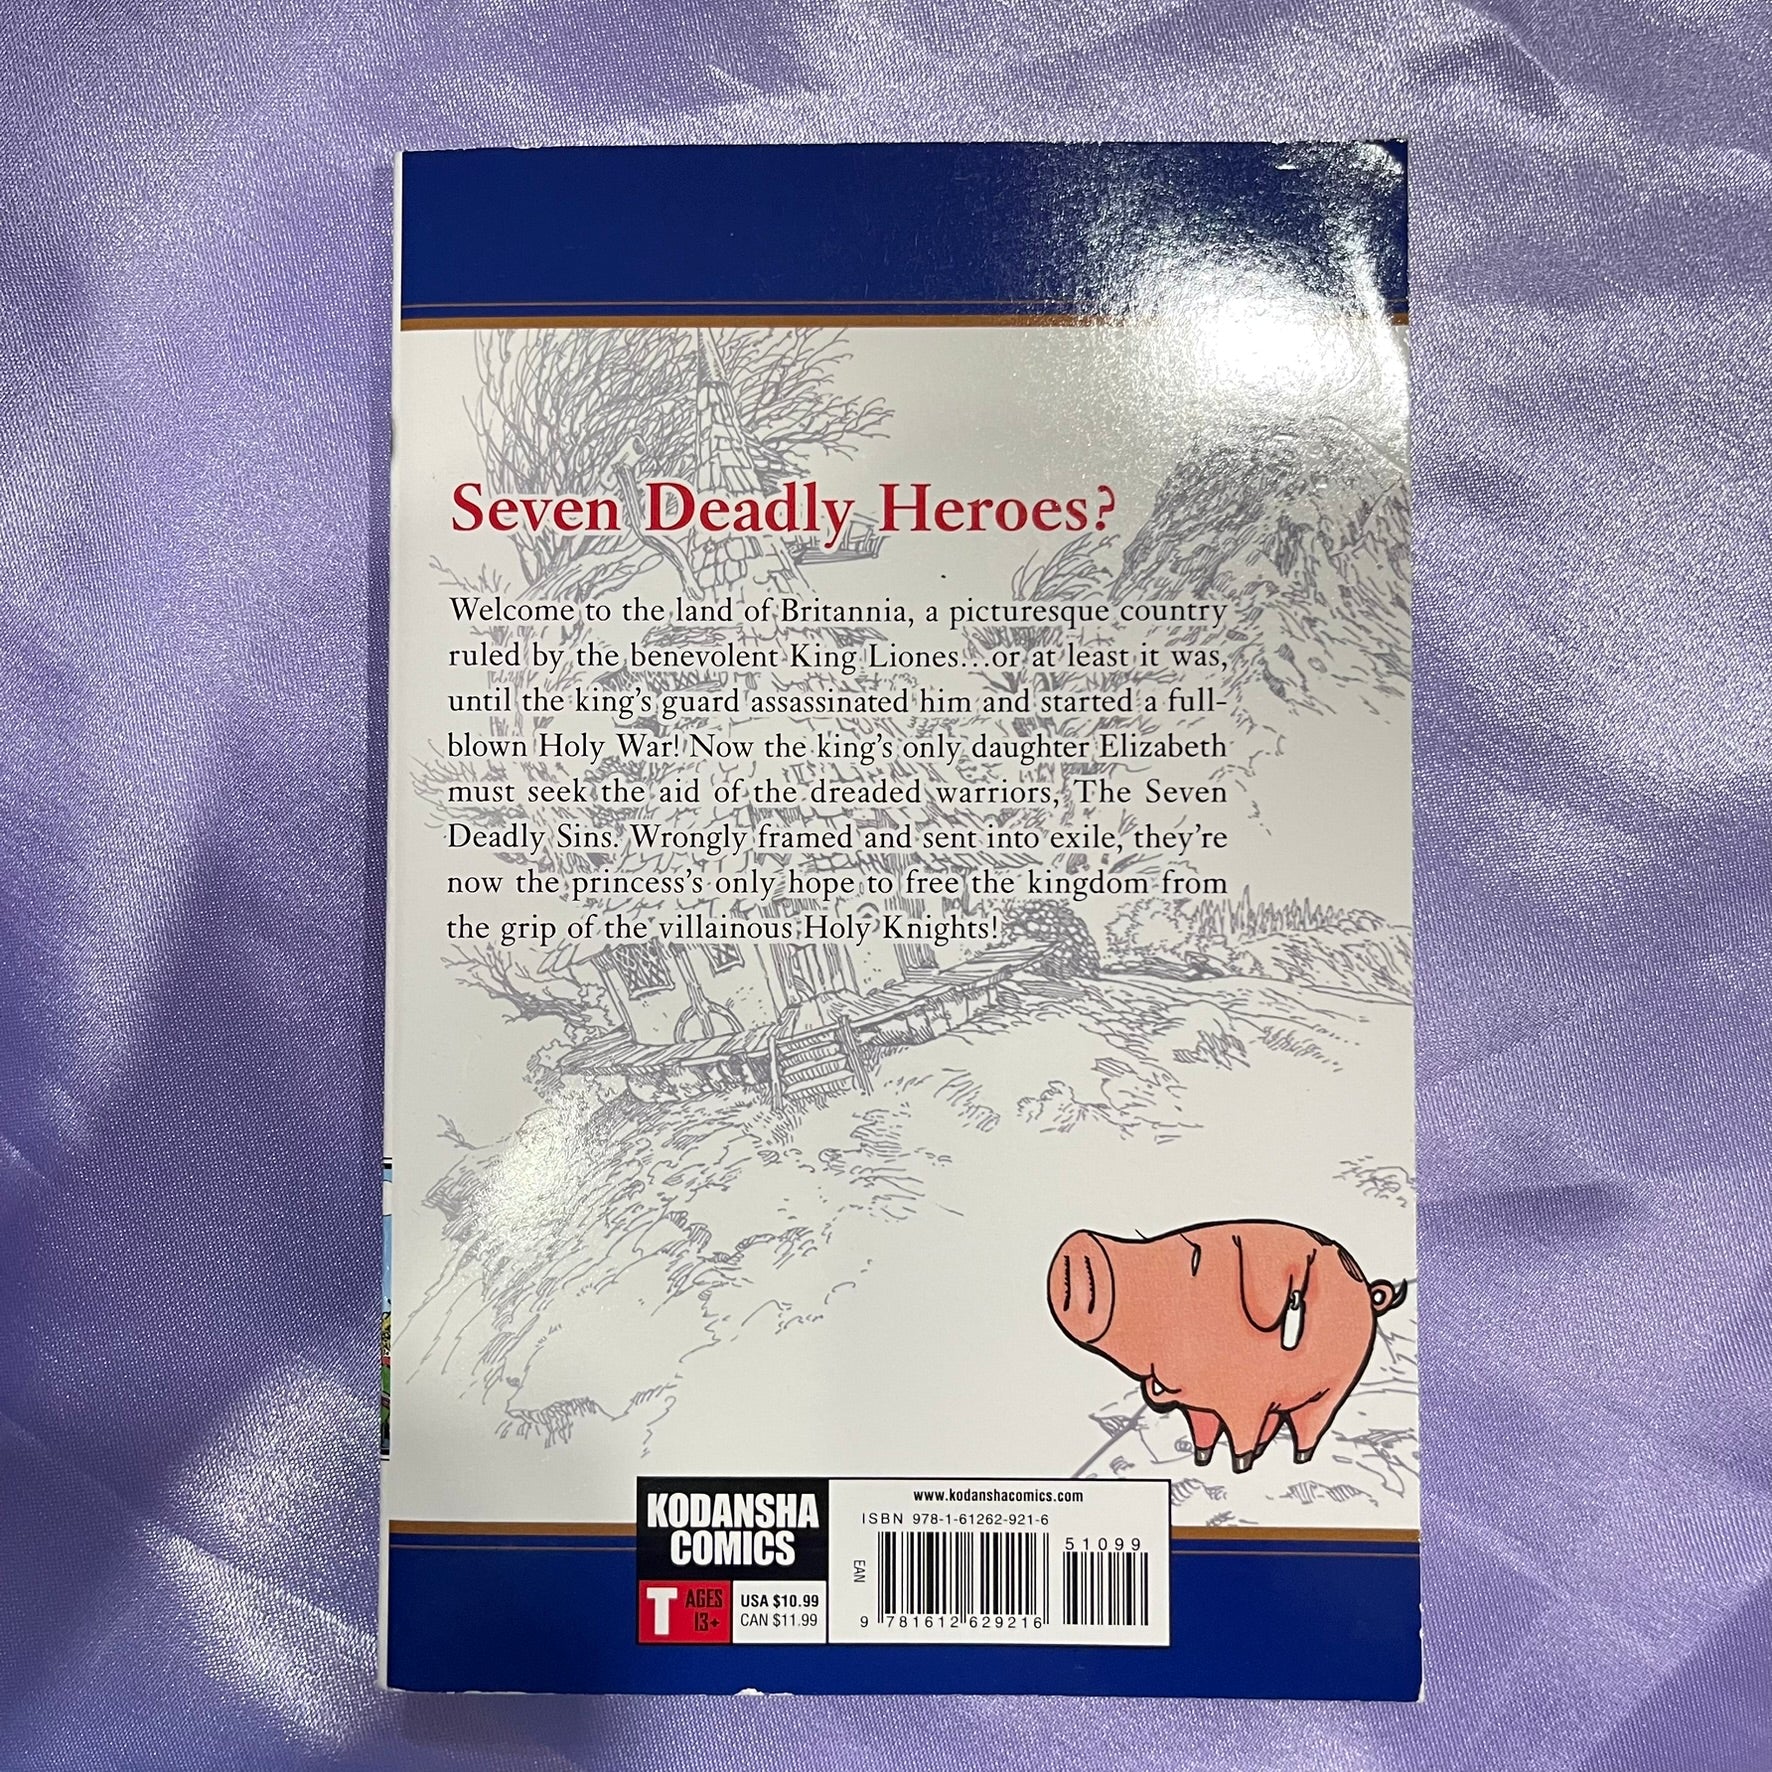 Seven Deadly Heroes?
Welcome to the land of Britannia, a picturesque country
ruled by the benevolent King Liones...or at least it was,
until the king's guard assassinated him and started a full-
blown Holy War! Now the king's only daughter Elizabeth
must seek the aid of the dreaded warriors, The Seven
Deadly Sins. Wrongly framed and sent into exile, they're
now the princess's only hope to free the kingdom from
the grip of the villainous Holy Knights!
KODANSHA
COMICS
T AGES
13+
USA $10.99
CAN $11.99
www.kodanshacomics.com
ISBN 978-1-61262-921-6
51099
EAN
9 781612 629216